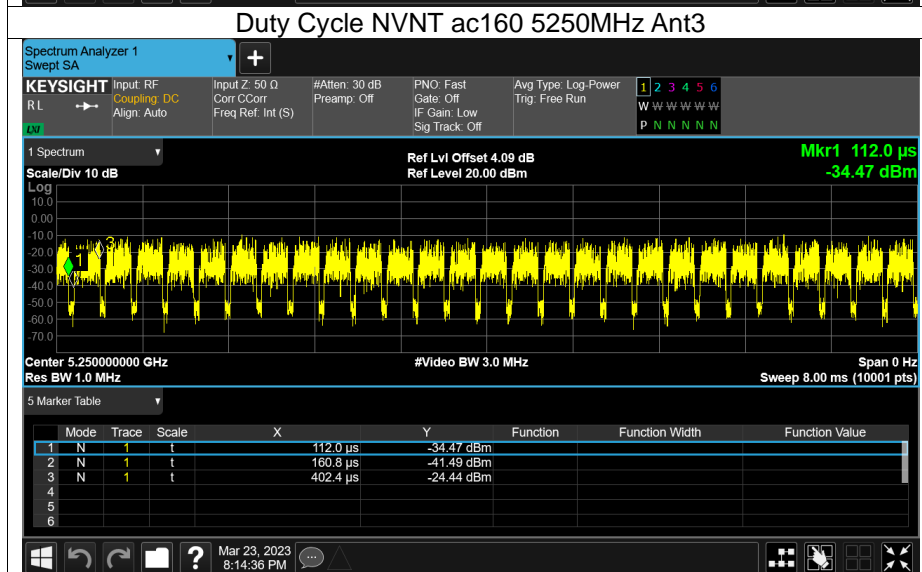 Duty Cycle NVNT ac160 5250MHz Ant3
Spectrum Analyzer 1
Swept SA
+
KEYSIGHT Input: RF Input Z: 50 Ω #Atten: 30 dB PNO: Fast Avg Type: Log-Power 1 2 3 4 5 6
RL Coupling: DC Corr CCorr Preamp: Off Gate: Off Trig: Free Run W W W W W W
Align: Auto Freq Ref: Int (S) IF Gain: Low P N N N N N
LXI Sig Track: Off
1 Spectrum Ref Lvl Offset 4.09 dB Mkr1 112.0 µs
Scale/Div 10 dB Ref Level 20.00 dBm -34.47 dBm
Log
10.0
0.00
-10.0
-20.0
-30.0
-40.0
-50.0
-60.0
-70.0
1
3
Center 5.250000000 GHz #Video BW 3.0 MHz Span 0 Hz
Res BW 1.0 MHz Sweep 8.00 ms (10001 pts)
5 Marker Table
Mode Trace Scale X Y Function Function Width Function Value
1 N 1 t 112.0 µs -34.47 dBm
2 N 1 t 160.8 µs -41.49 dBm
3 N 1 t 402.4 µs -24.44 dBm
4
5
6
? Mar 23, 2023
8:14:36 PM